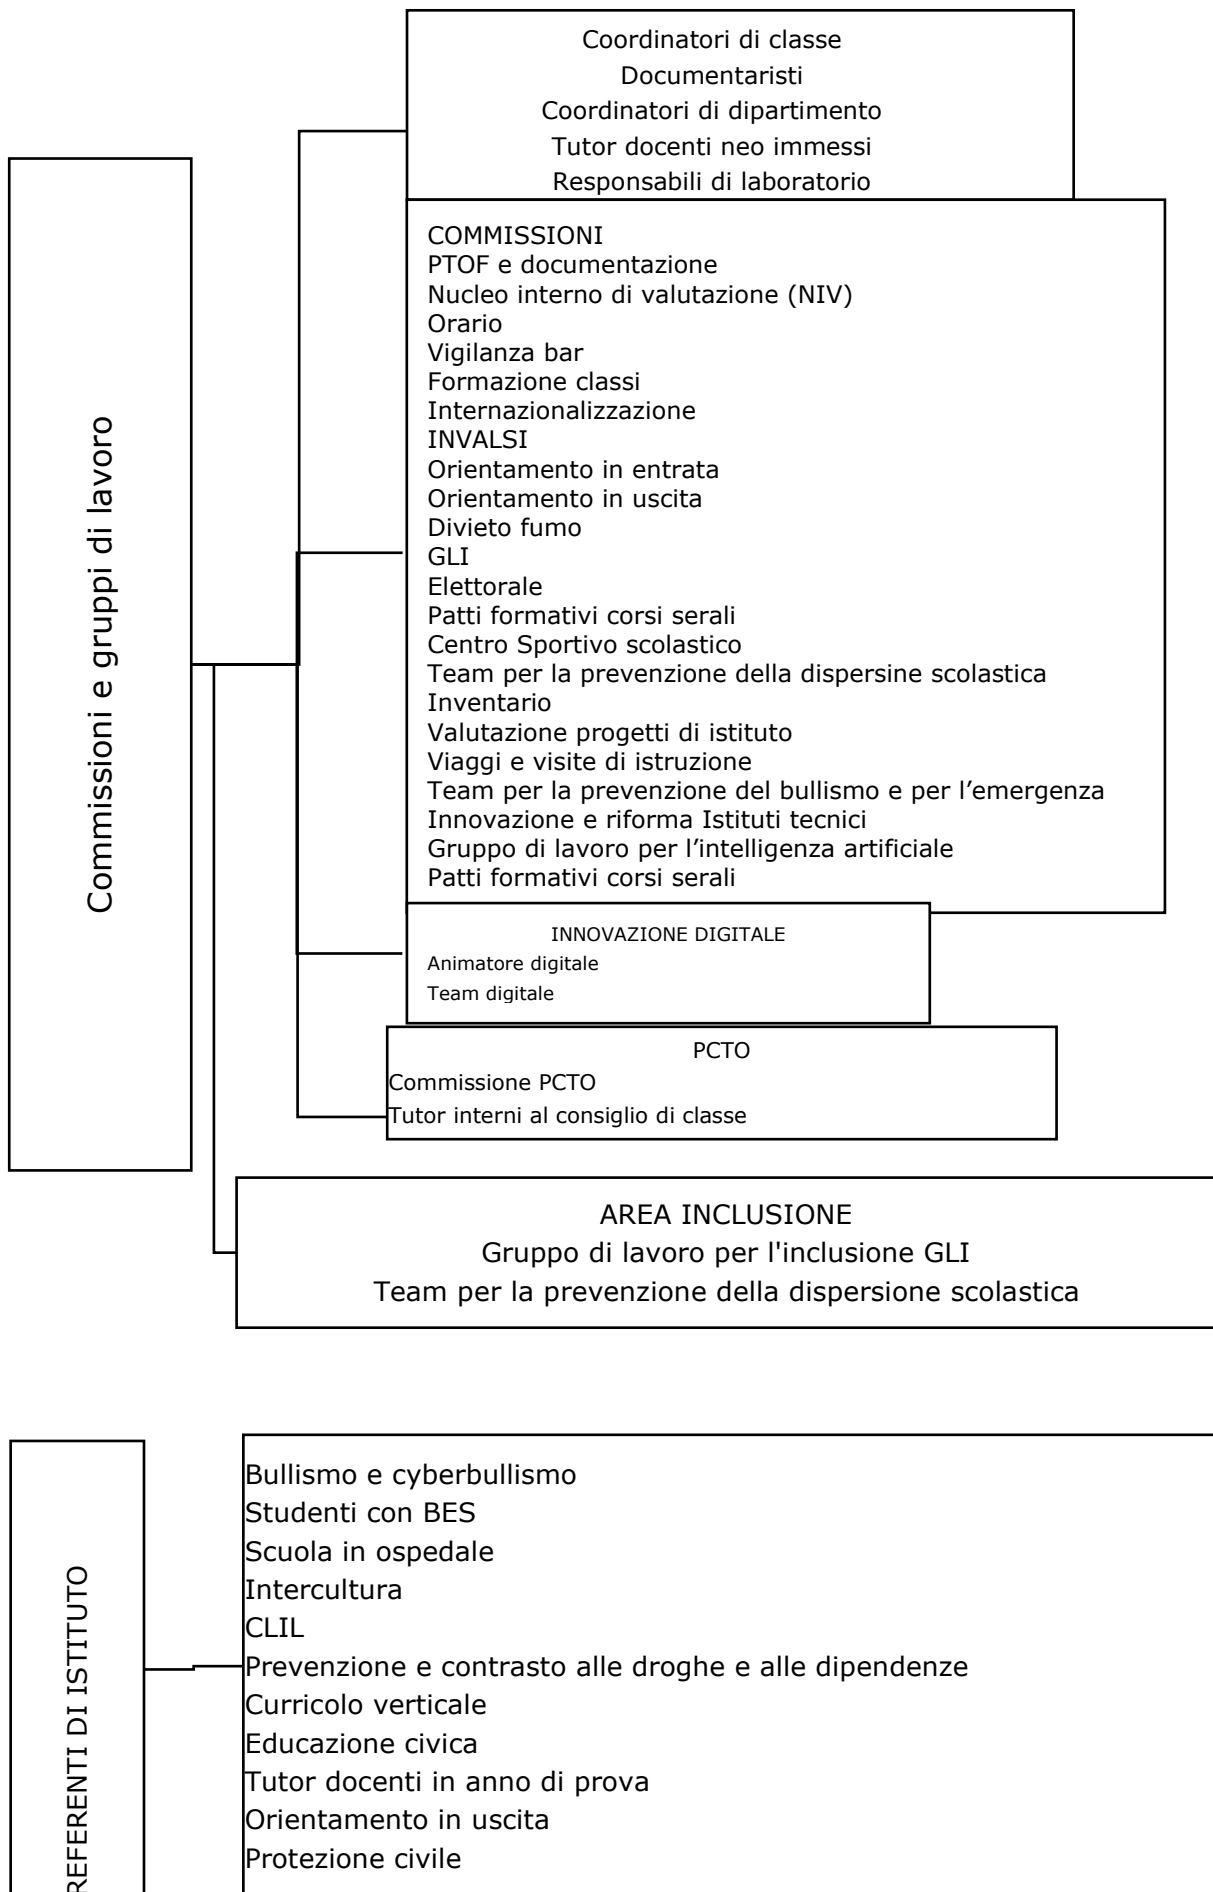 Commissioni e gruppi di lavoro
Coordinatori di classe
Documentaristi
Coordinatori di dipartimento
Tutor docenti neo immessi
Responsabili di laboratorio
COMMISSIONI
PTOF e documentazione
Nucleo interno di valutazione (NIV)
Orario
Vigilanza bar
Formazione classi
Internazionalizzazione
INVALSI
Orientamento in entrata
Orientamento in uscita
Divieto fumo
GLI
Elettorale
Patti formativi corsi serali
Centro Sportivo scolastico
Team per la prevenzione della dispersine scolastica
Inventario
Valutazione progetti di istituto
Viaggi e visite di istruzione
Team per la prevenzione del bullismo e per l’emergenza
Innovazione e riforma Istituti tecnici
Gruppo di lavoro per l’intelligenza artificiale
Patti formativi corsi serali
INNOVAZIONE DIGITALE
Animatore digitale
Team digitale
PCTO
Commissione PCTO
Tutor interni al consiglio di classe
AREA INCLUSIONE
Gruppo di lavoro per l'inclusione GLI
Team per la prevenzione della dispersione scolastica
REFERENTI DI ISTITUTO
Bullismo e cyberbullismo
Studenti con BES
Scuola in ospedale
Intercultura
CLIL
Prevenzione e contrasto alle droghe e alle dipendenze
Curricolo verticale
Educazione civica
Tutor docenti in anno di prova
Orientamento in uscita
Protezione civile